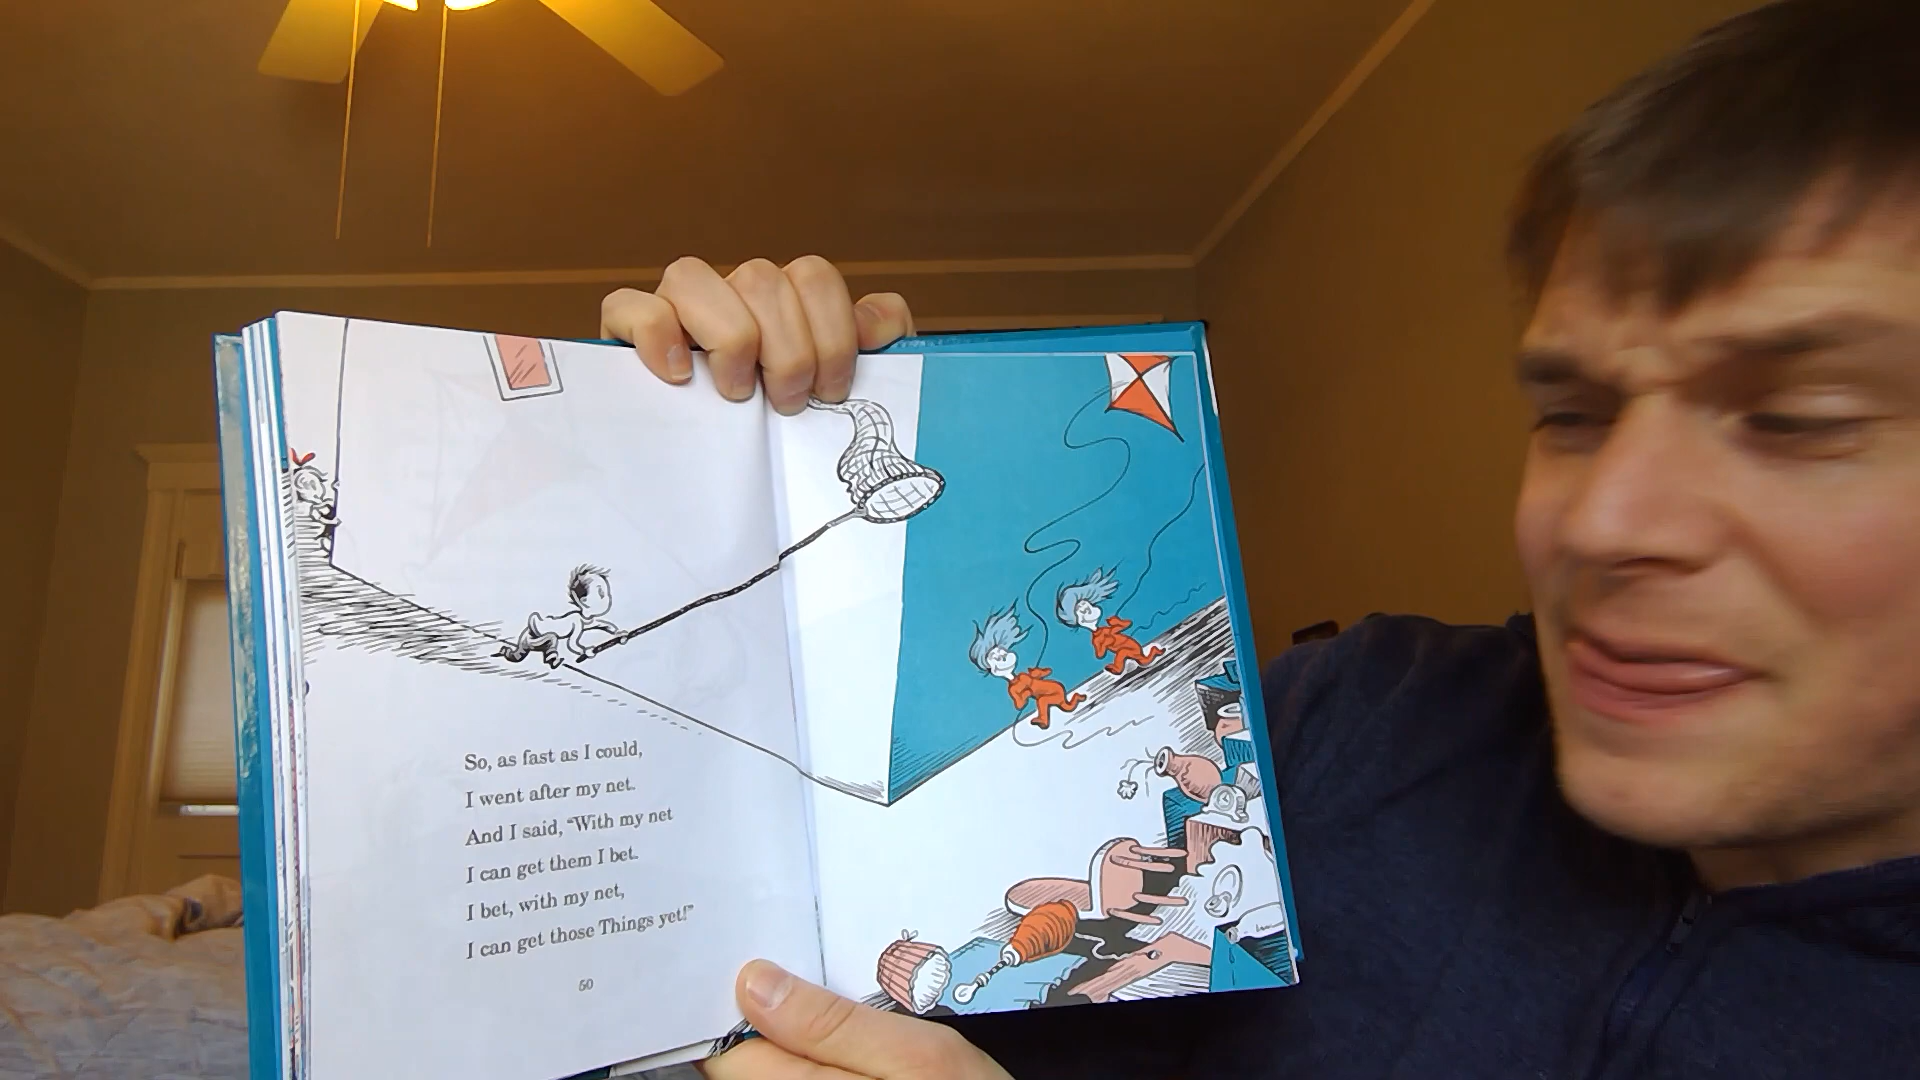 So, as fast as I could,
I went after my net.
And I said, “With my net
I can get them I bet.
I bet, with my net,
I can get those Things yet!”
50